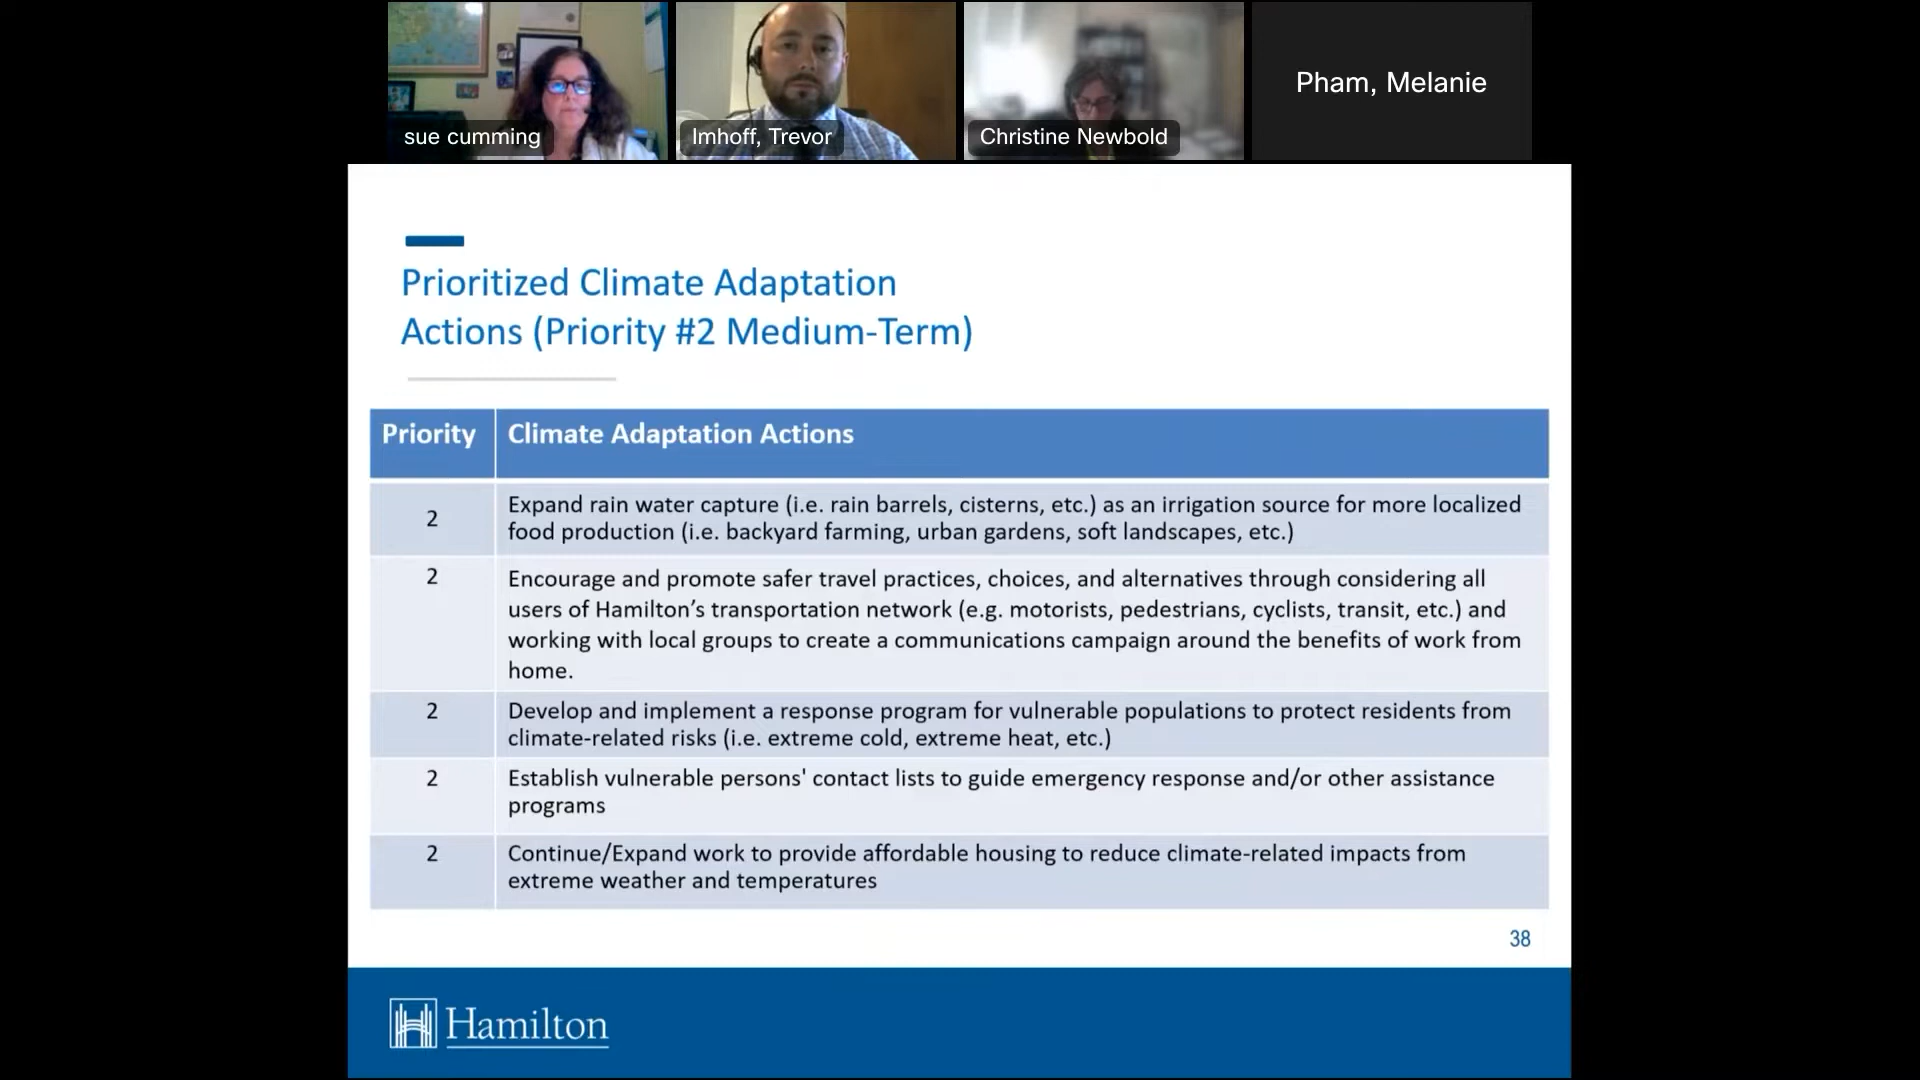 sue cumming
Imhoff, Trevor
Christine Newbold
Pham, Melanie
Prioritized Climate Adaptation
Actions (Priority #2 Medium-Term)
Priority
Climate Adaptation Actions
2
Expand rain water capture (i.e. rain barrels, cisterns, etc.) as an irrigation source for more localized
food production (i.e. backyard farming, urban gardens, soft landscapes, etc.)
2
Encourage and promote safer travel practices, choices, and alternatives through considering all
users of Hamilton’s transportation network (e.g. motorists, pedestrians, cyclists, transit, etc.) and
working with local groups to create a communications campaign around the benefits of work from
home.
2
Develop and implement a response program for vulnerable populations to protect residents from
climate-related risks (i.e. extreme cold, extreme heat, etc.)
2
Establish vulnerable persons' contact lists to guide emergency response and/or other assistance
programs
2
Continue/Expand work to provide affordable housing to reduce climate-related impacts from
extreme weather and temperatures
38
Hamilton